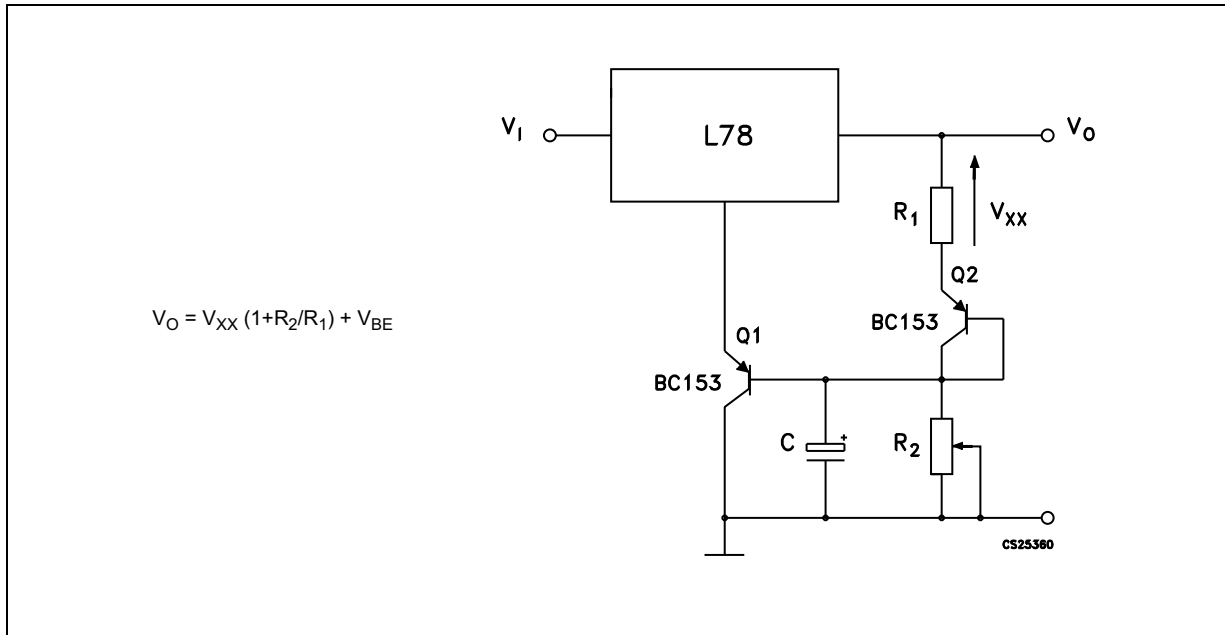 V_I
L78
V_O
R_1
V_XX
Q2
BC153
V_O = V_XX (1+R_2/R_1) + V_BE
Q1
BC153
C
+
R_2
CS25360